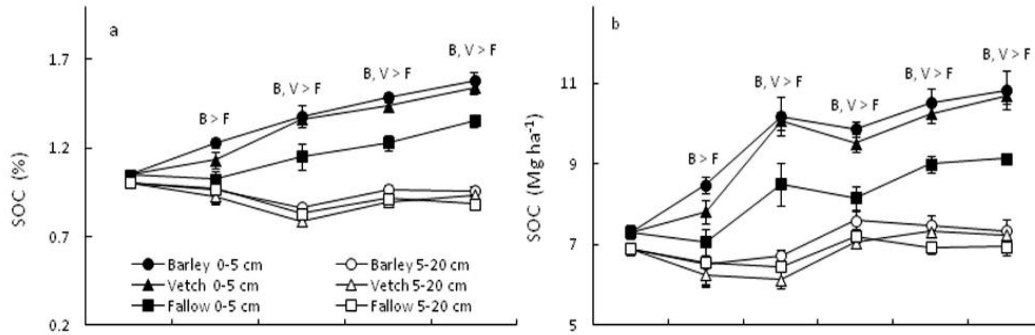 a
SOC (%)
1.7
1.2
0.7
0.2
B > F
B, V > F
B, V > F
B, V > F
Barley 0-5 cm
Vetch 0-5 cm
Fallow 0-5 cm
Barley 5-20 cm
Vetch 5-20 cm
Fallow 5-20 cm
b
SOC (Mg ha⁻¹)
11
9
7
5
B > F
B, V > F
B, V > F
B, V > F
B, V > F